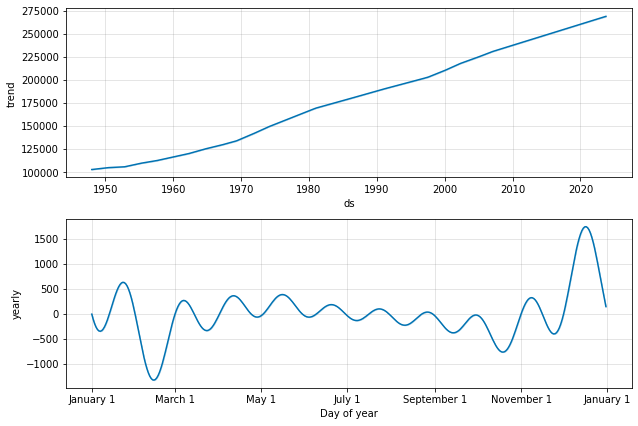 275000
250000
225000
200000
175000
150000
125000
100000
trend
1950 1960 1970 1980 1990 2000 2010 2020
ds
1500
1000
500
0
−500
−1000
yearly
January 1 March 1 May 1 July 1 September 1 November 1 January 1
Day of year